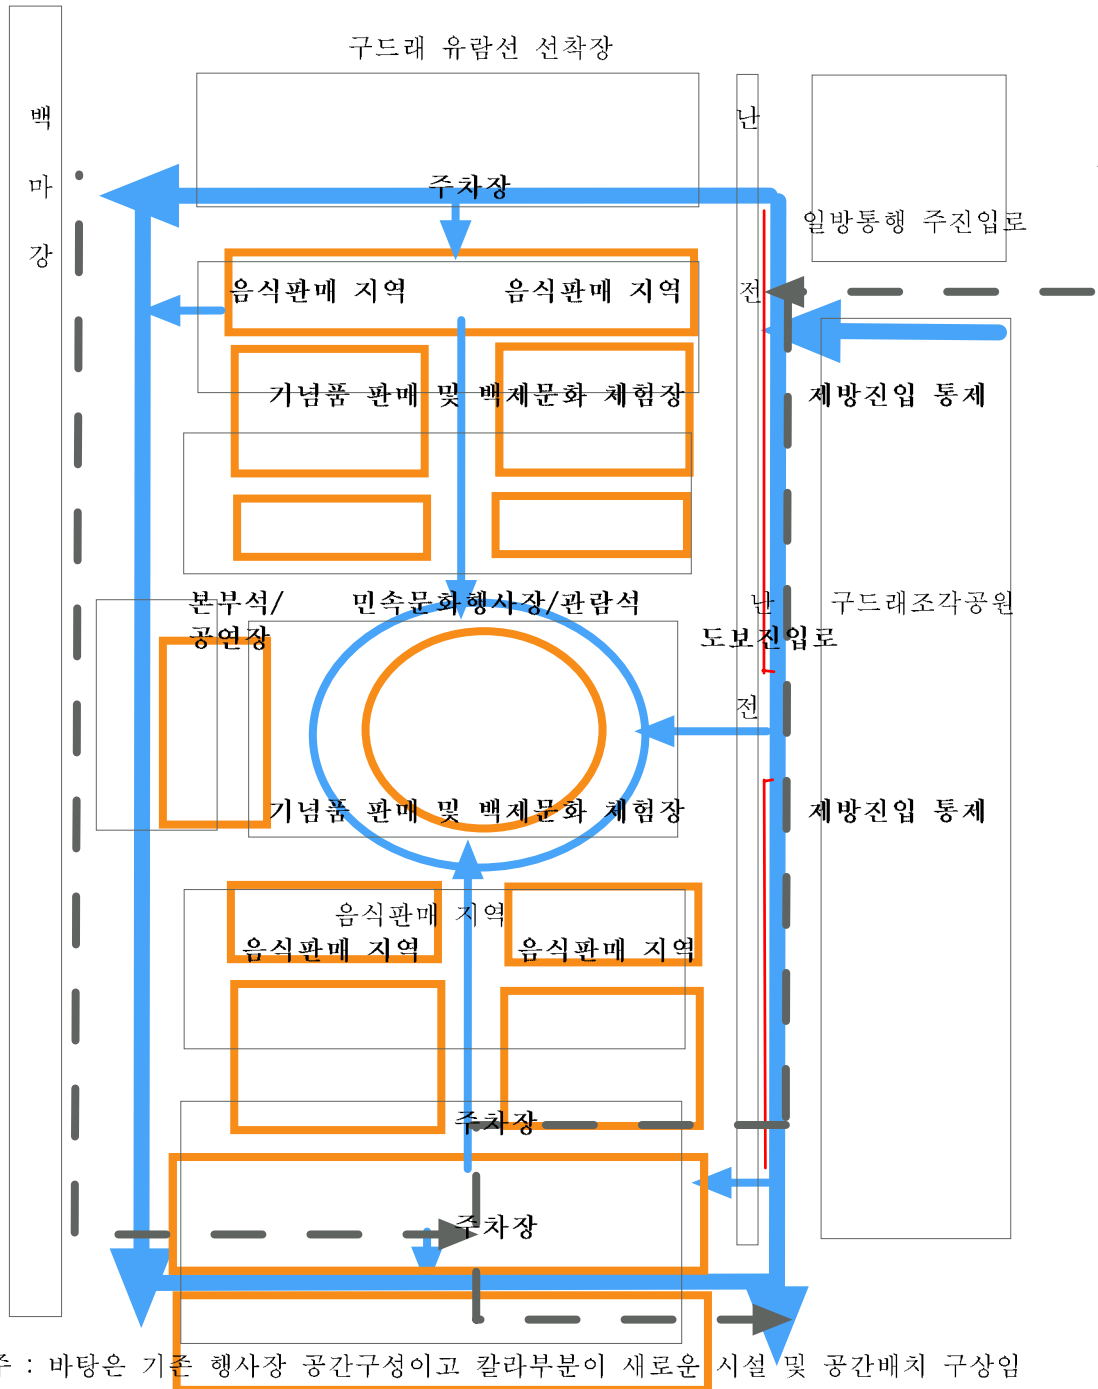 구드래 유람선 선착장
백
마
강
난
전
주차장
일방통행 주진입로
음식판매 지역 음식판매 지역
기념품 판매 및 백제문화 체험장
제방진입 통제
본부석/
공연장
민속문화행사장/관람석
난
전
구드래조각공원
도보진입로
기념품 판매 및 백제문화 체험장
제방진입 통제
음식판매 지역
음식판매 지역 음식판매 지역
주차장
주차장
주 : 바탕은 기존 행사장 공간구성이고 칼라부분이 새로운 시설 및 공간배치 구상임